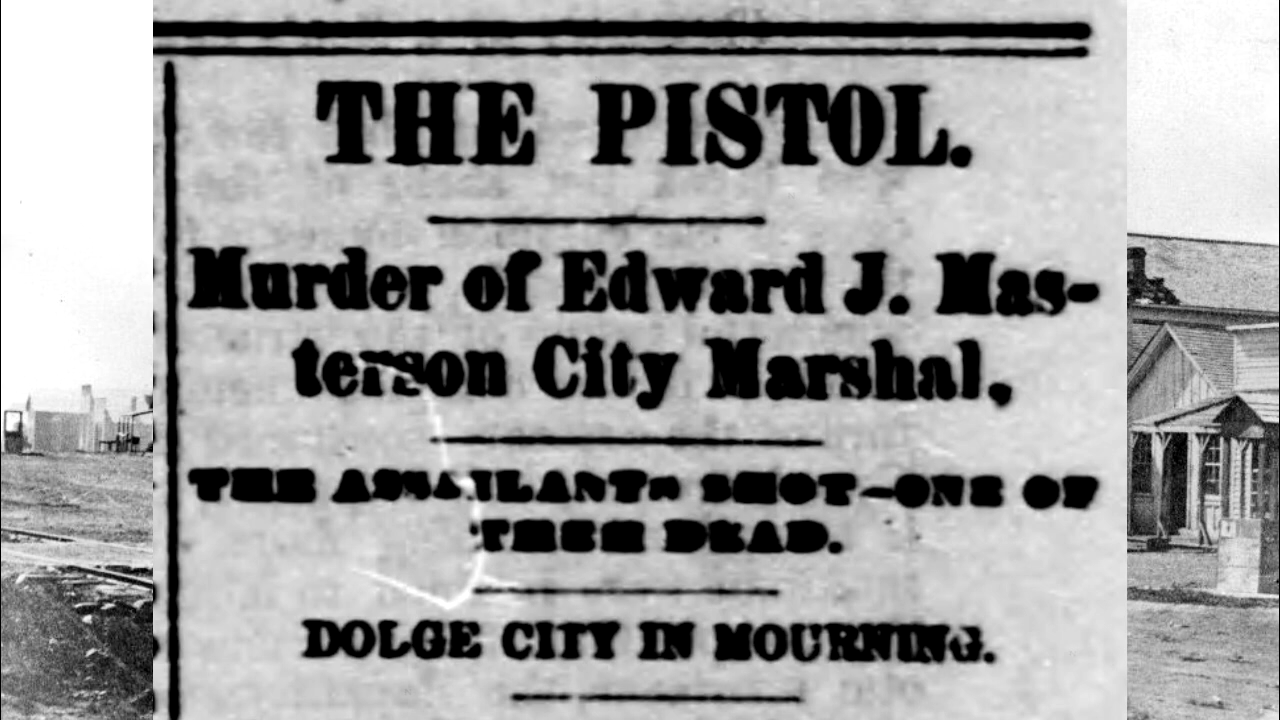 THE PISTOL.
Murder of Edward J. Mas-
terson City Marshal.
THE ASSAILANTS SHOT—ONE OF
THEM DEAD.
DODGE CITY IN MOURNING.